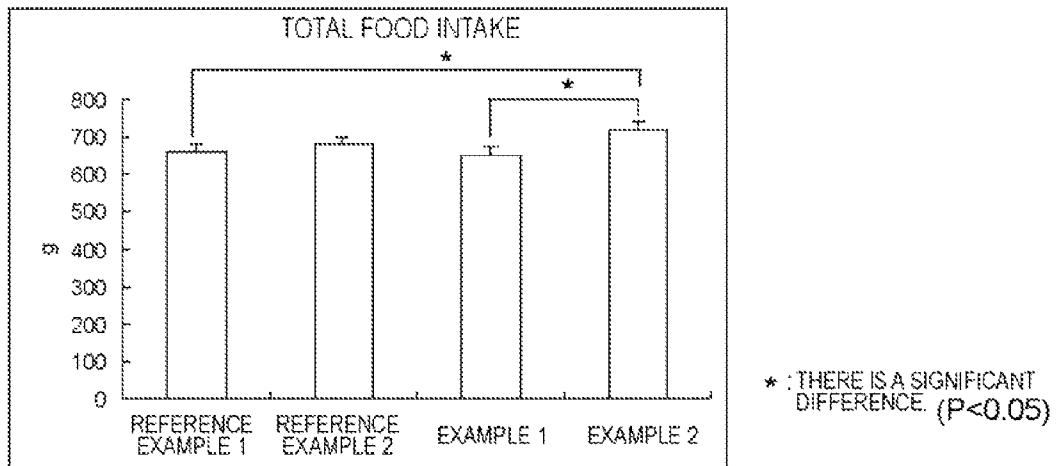 TOTAL FOOD INTAKE
*
*
800
700
600
500
400
300
200
100
0
g
REFERENCE
EXAMPLE 1
REFERENCE
EXAMPLE 2
EXAMPLE 1
EXAMPLE 2
* : THERE IS A SIGNIFICANT
DIFFERENCE. (P<0.05)